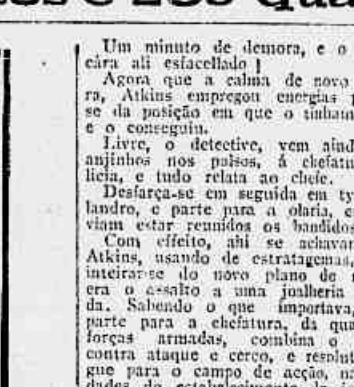 Um minuto de demora, e o
cára ali esfacellado !
Agora que a calma de novo
ra, Atkins empregou energias
se da posição em que o tinham
e o conseguiu.
Livre, o detective, vem aind
anjinhos nos pulsos, á chefatu
licia, e tudo relata ao chefe.
Desfarça-se em seguida em ty
landro, e parte para a olaria, o
viam estar reunidos os bandidos
Com effeito, ahi se achavar
Atkins, usando de estratagemas,
inteirar-se do novo plano de
era o assalto a uma joalheria
da. Sabendo o que importava,
parte para a chefatura, da qua
forças armadas, combina o
contra ataque e cerco, e resolut
gue para o campo de acção, na